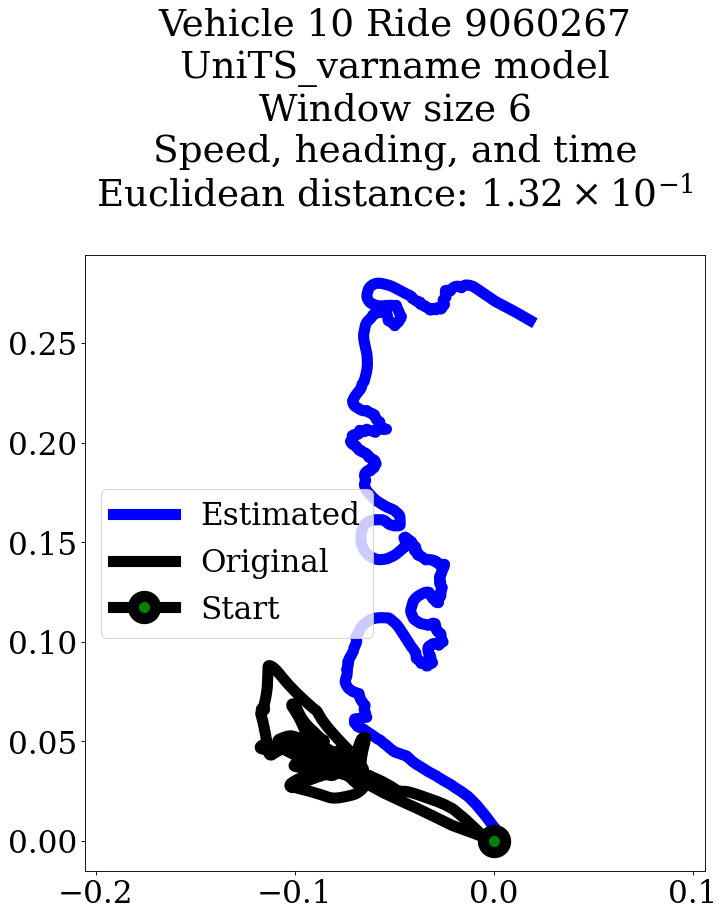 Vehicle 10 Ride 9060267
UniTS_varname model
Window size 6
Speed, heading, and time
Euclidean distance: $1.32 \times 10^{-1}$
0.25
0.20
0.15
0.10
0.05
0.00
Estimated
Original
Start
−0.2
−0.1
0.0
0.1